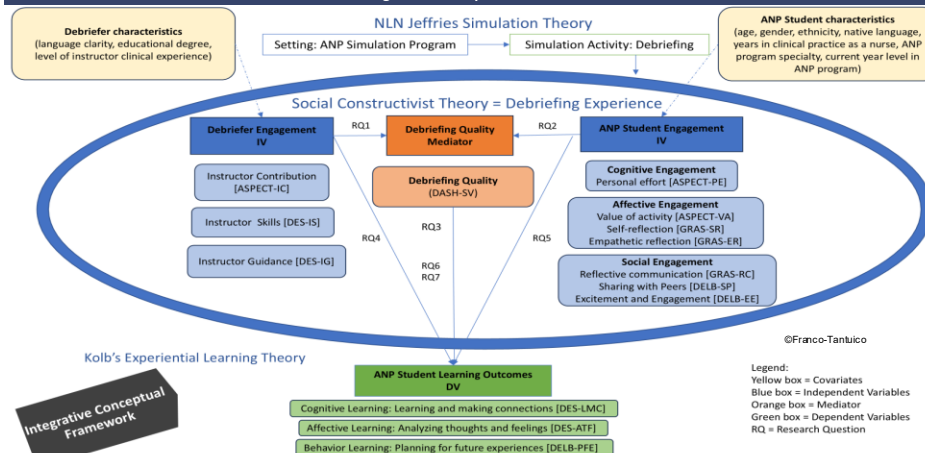 NLN Jeffries Simulation Theory
Debriefer characteristics
(language clarity, educational degree,
level of instructor clinical experience)
Setting: ANP Simulation Program
Simulation Activity: Debriefing
ANP Student characteristics
(age, gender, ethnicity, native language,
years in clinical practice as a nurse, ANP
program specialty, current year level in
ANP program)
Social Constructivist Theory = Debriefing Experience
Debriefer Engagement
IV
RQ1
Debriefing Quality
Mediator
RQ2
ANP Student Engagement
IV
Instructor Contribution
[ASPECT-IC]
Instructor Skills [DES-IS]
Instructor Guidance [DES-IG]
Debriefing Quality
(DASH-SV)
Cognitive Engagement
Personal effort [ASPECT-PE]
Affective Engagement
Value of activity [ASPECT-VA]
Self-reflection [GRAS-SR]
Empathetic reflection [GRAS-ER]
Social Engagement
Reflective communication [GRAS-RC]
Sharing with Peers [DELB-SP]
Excitement and Engagement [DELB-EE]
RQ4
RQ3
RQ5
RQ6
RQ7
©Franco-Tantuico
Kolb's Experiential Learning Theory
Integrative Conceptual
Framework
ANP Student Learning Outcomes
DV
Cognitive Learning: Learning and making connections [DES-LMC]
Affective Learning: Analyzing thoughts and feelings [DES-ATF]
Behavior Learning: Planning for future experiences [DELB-PFE]
Legend:
Yellow box = Covariates
Blue box = Independent Variables
Orange box = Mediator
Green box = Dependent Variables
RQ = Research Question